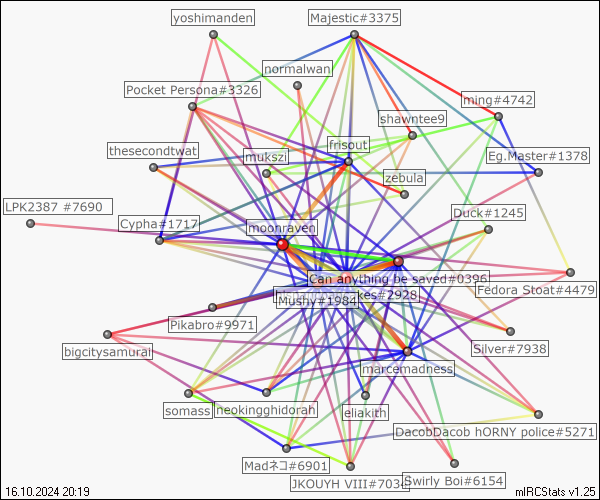 yoshimanden
Majestic#3375
normalwan
Pocket Persona#3326
ming#4742
shawntee9
frisout
thesecondtwat
mukszi
Eg.Master#1378
zebula
LPK2387 #7690
Duck#1245
Cypha#1717
moonraven
Can anything be saved#0396
Fedora Stoat#4479
kes#2928
Mushy#1984
Pikabro#9971
Silver#7938
bigcitysamurai
marcemadness
somass
neokingghidorah
eliakith
DacobDacob hORNY police#5271
Madネコ#6901
JKOUYH VIII#7034
Swirly Boi#6154
16.10.2024 20:19
mIRCStats v1.25